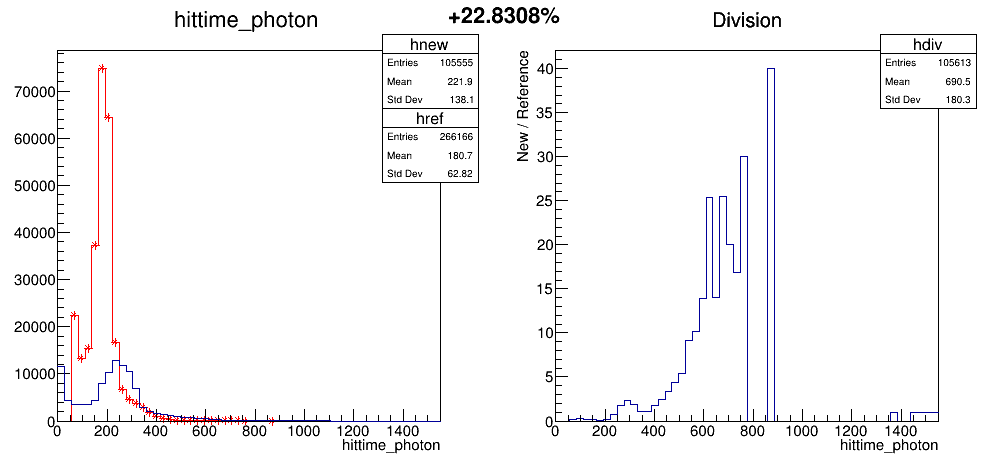 +22.8308%
hittime_photon
hnew
Entries 105555
Mean 221.9
Std Dev 138.1
href
Entries 266166
Mean 180.7
Std Dev 62.82
70000
60000
50000
40000
30000
20000
10000
0
0 200 400 600 800 1000 1200 1400
hittime_photon
Division
hdiv
Entries 105613
Mean 690.5
Std Dev 180.3
New / Reference
40
35
30
25
20
15
10
5
0
0 200 400 600 800 1000 1200 1400
hittime_photon